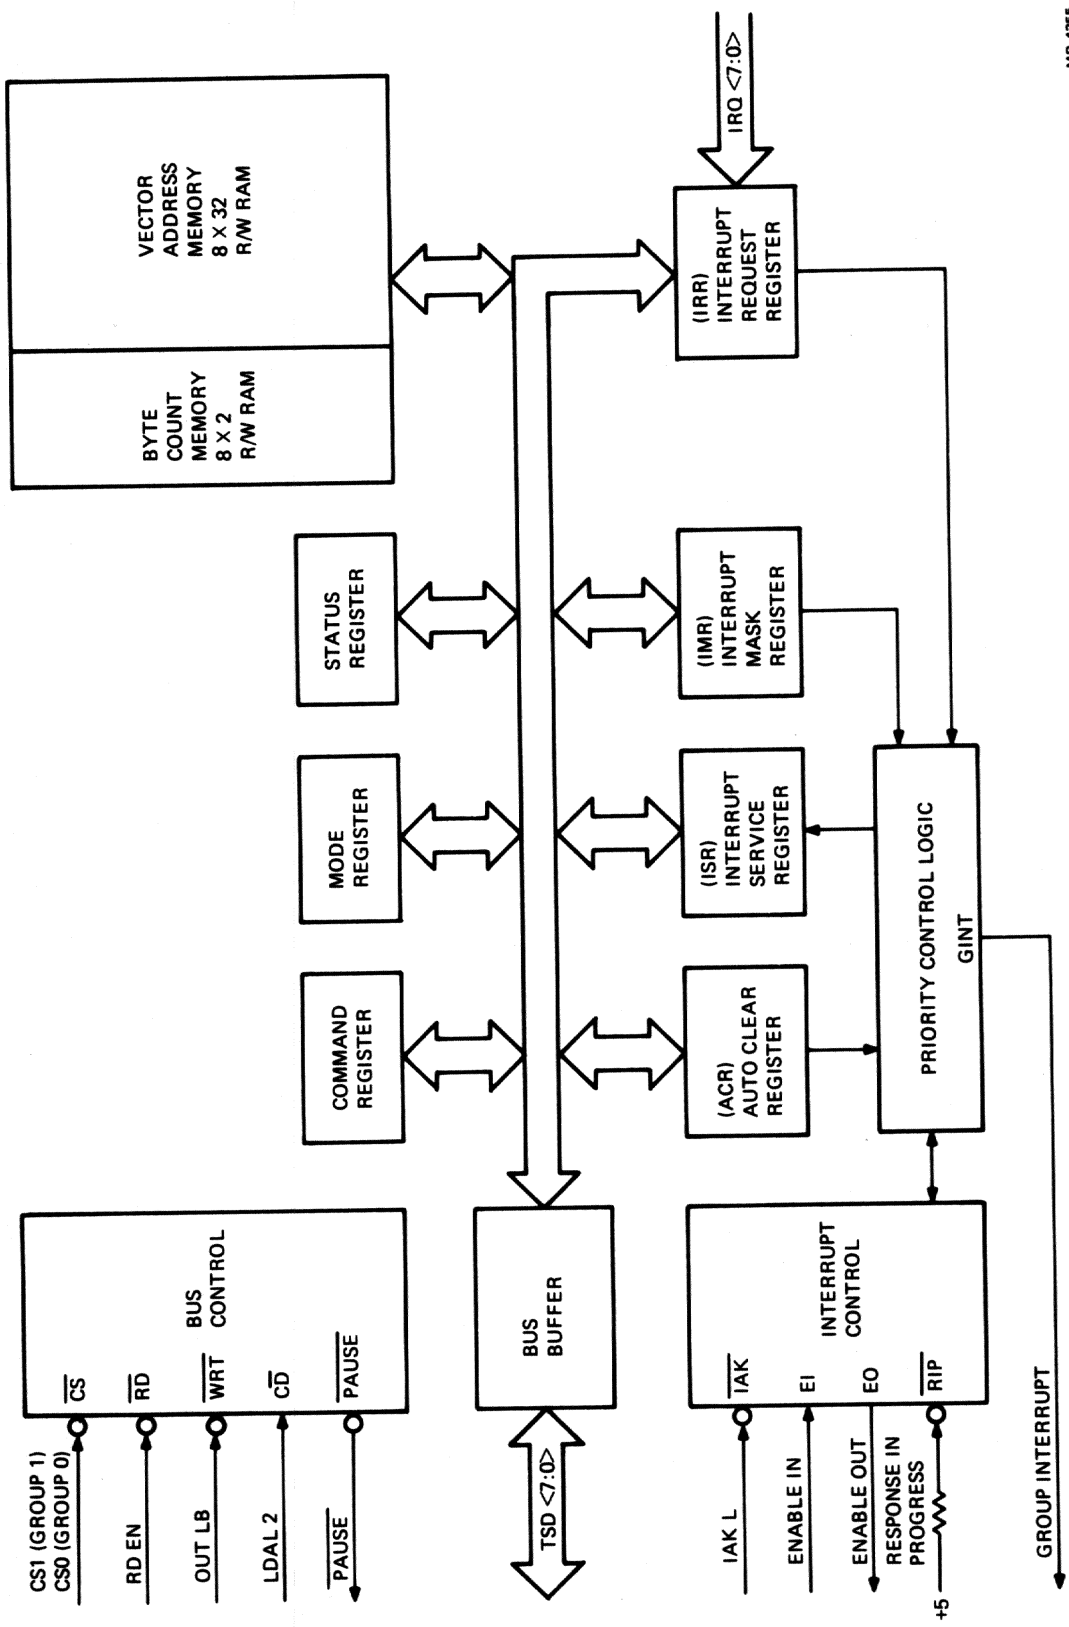 CS1 (GROUP 1)
CS0 (GROUP 0)
RD EN
OUT LB
LDAL 2
PAUSE
CS
RD
WRT
CD
PAUSE
BUS
CONTROL
COMMAND
REGISTER
MODE
REGISTER
STATUS
REGISTER
BYTE
COUNT
MEMORY
8 X 2
R/W RAM
VECTOR
ADDRESS
MEMORY
8 X 32
R/W RAM
TSD <7:0>
BUS
BUFFER
IAK L
ENABLE IN
ENABLE OUT
RESPONSE IN
PROGRESS
+5
IAK
EI
EO
RIP
INTERRUPT
CONTROL
(ACR)
AUTO CLEAR
REGISTER
(ISR)
INTERRUPT
SERVICE
REGISTER
(IMR)
INTERRUPT
MASK
REGISTER
(IRR)
INTERRUPT
REQUEST
REGISTER
IRQ <7:0>
PRIORITY CONTROL LOGIC
GINT
GROUP INTERRUPT